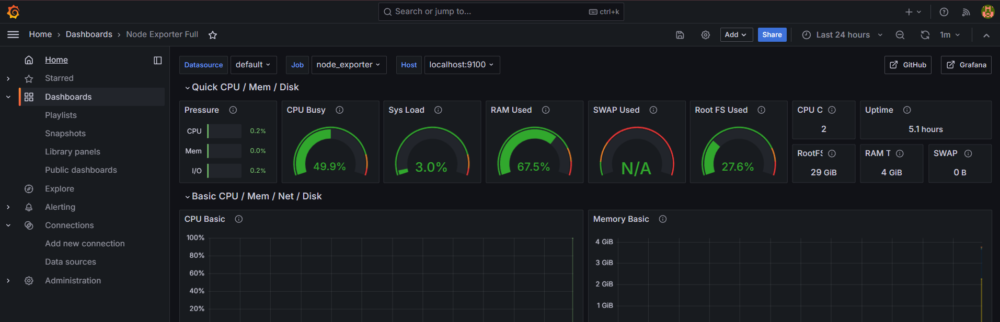 Search or jump to... ctrl+k
Home › Dashboards › Node Exporter Full
Add Share Last 24 hours 1m
Home
Starred
Dashboards
Playlists
Snapshots
Library panels
Public dashboards
Explore
Alerting
Connections
Add new connection
Data sources
Administration
Datasource default Job node_exporter Host localhost:9100 GitHub Grafana
Quick CPU / Mem / Disk
Pressure
CPU 0.2%
Mem 0.0%
I/O 0.2%
CPU Busy
49.9%
Sys Load
3.0%
RAM Used
67.5%
SWAP Used
N/A
Root FS Used
27.6%
CPU C
2
Uptime
5.1 hours
RootFS
29 GiB
RAM T
4 GiB
SWAP
0 B
Basic CPU / Mem / Net / Disk
CPU Basic
100%
80%
60%
40%
20%
Memory Basic
4 GiB
3 GiB
2 GiB
1 GiB